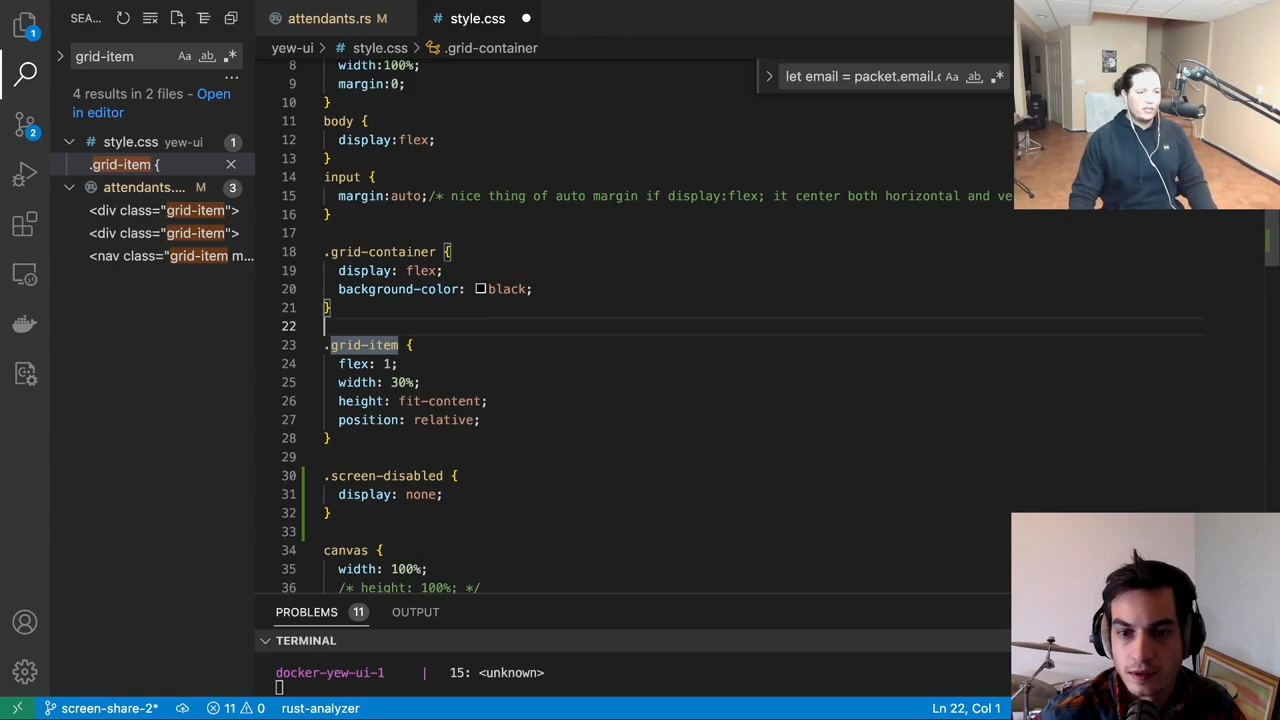 1
SEA...
attendants.rs M
style.css
grid-item
Aa
ab
.*
yew-ui > style.css > .grid-container
let email = packet.email.c
Aa
ab
.*
...
4 results in 2 files - Open
in editor
style.css yew-ui 1
.grid-item {
attendants.... M 3
<div class="grid-item">
<div class="grid-item">
<nav class="grid-item m...
2
8 width:100%;
9 margin:0;
10 }
11 body {
12 display:flex;
13 }
14 input {
15 margin:auto;/* nice thing of auto margin if display:flex; it center both horizontal and ve
16 }
17
18 .grid-container {
19 display: flex;
20 background-color: black;
21 }
22
23 .grid-item {
24 flex: 1;
25 width: 30%;
26 height: fit-content;
27 position: relative;
28 }
29
30 .screen-disabled {
31 display: none;
32 }
33
34 canvas {
35 width: 100%;
36 /* height: 100%; */
PROBLEMS 11 OUTPUT
TERMINAL
docker-yew-ui-1 | 15: <unknown>
screen-share-2* 11 0 rust-analyzer Ln 22, Col 1